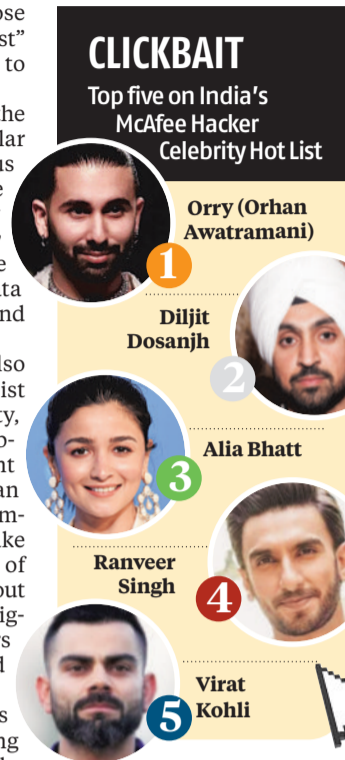 CLICKBAIT
Top five on India's
McAfee Hacker
Celebrity Hot List
Orry (Orhan
Awatramani)
1
Diljit
Dosanjh
2
Alia Bhatt
3
Ranveer
Singh
4
Virat
Kohli
5